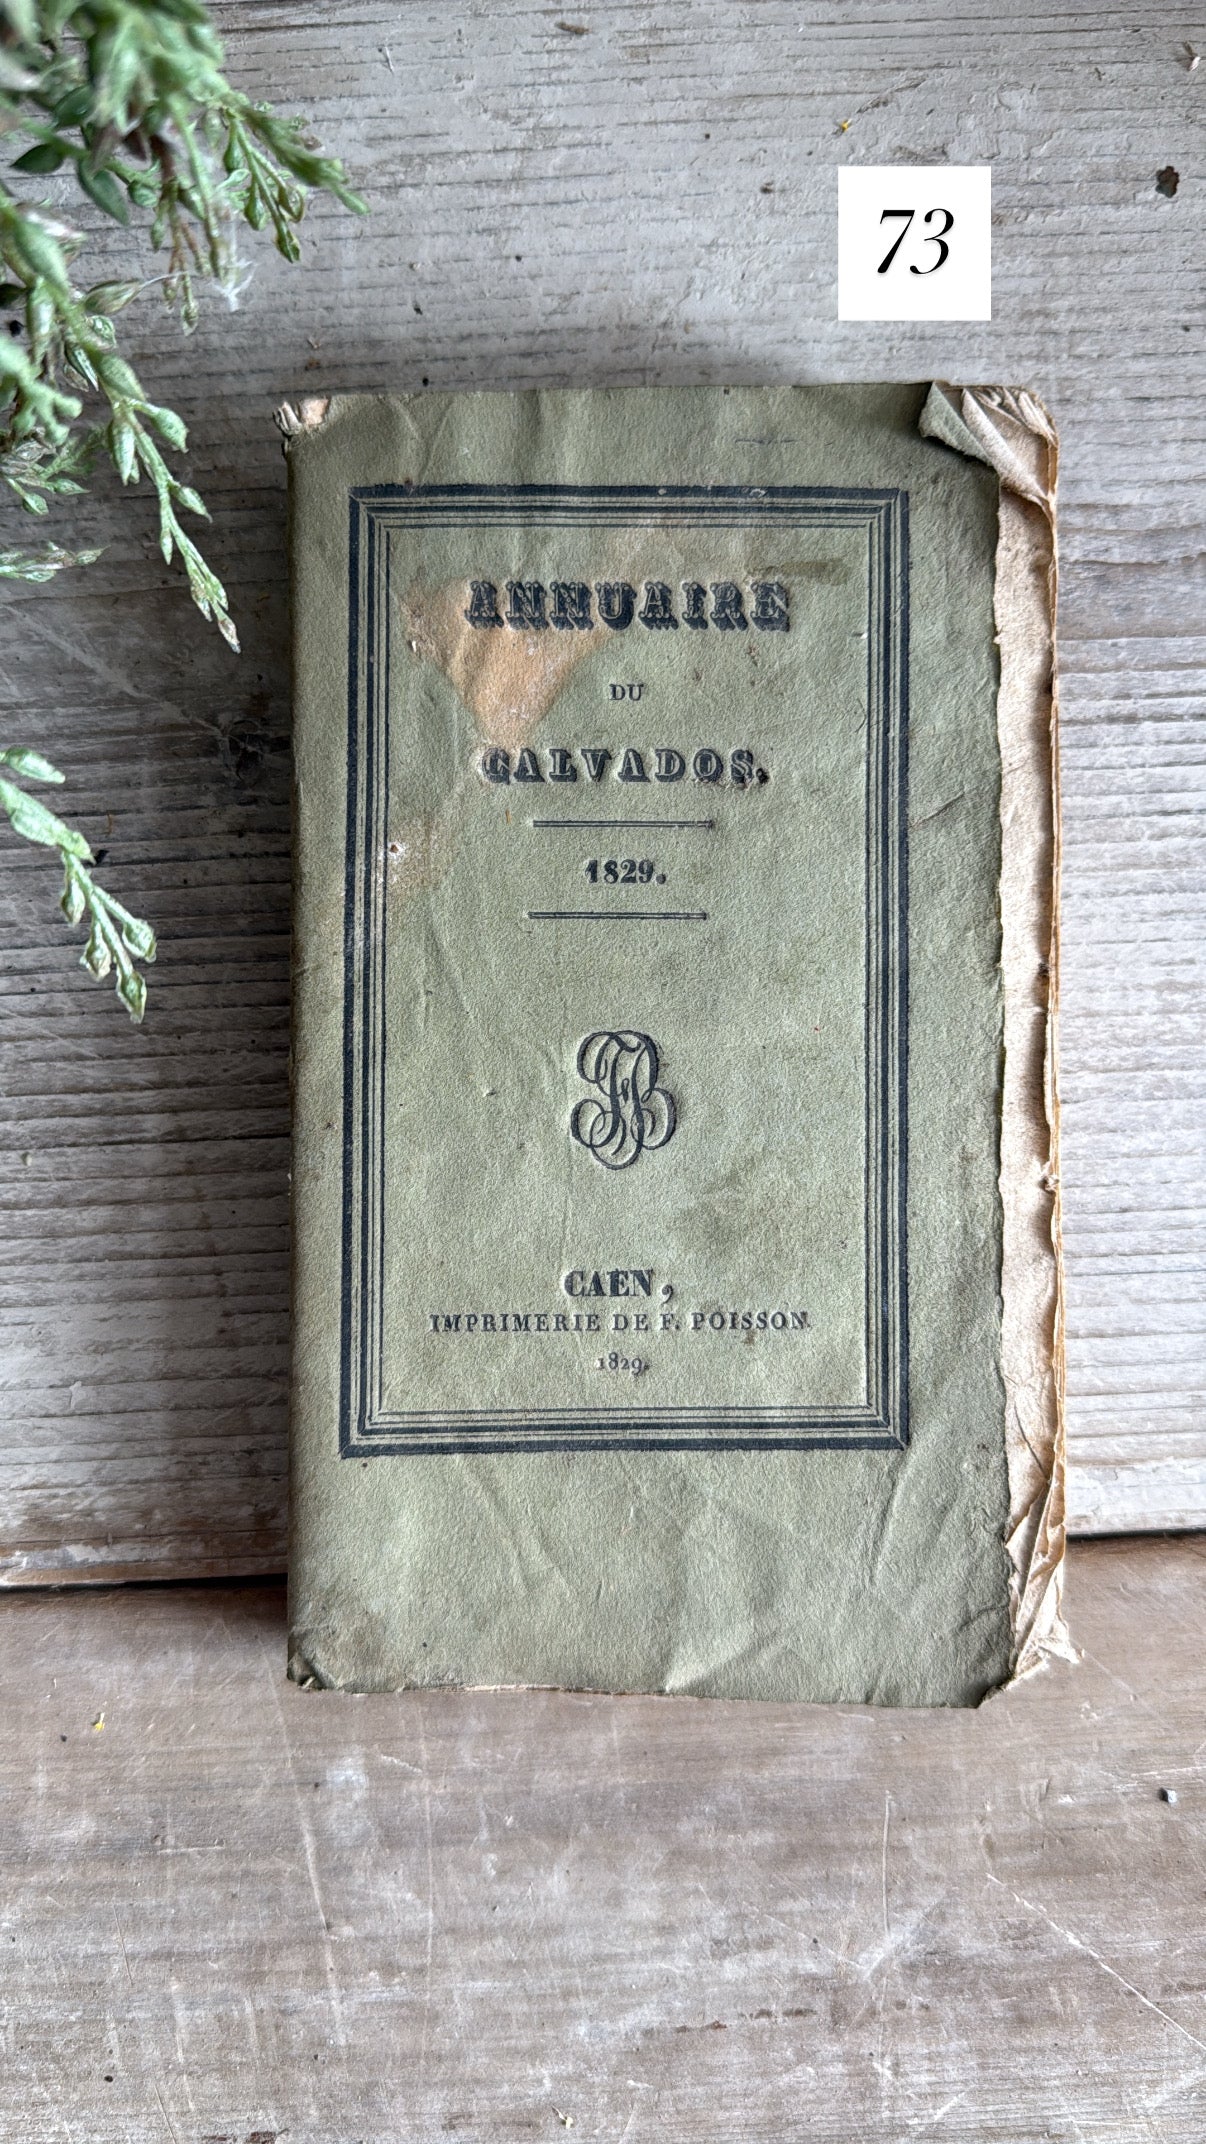 73
ANNUAIRE
DU
CALVADOS.
1829.
CAEN,
IMPRIMERIE DE F. POISSON.
1829.